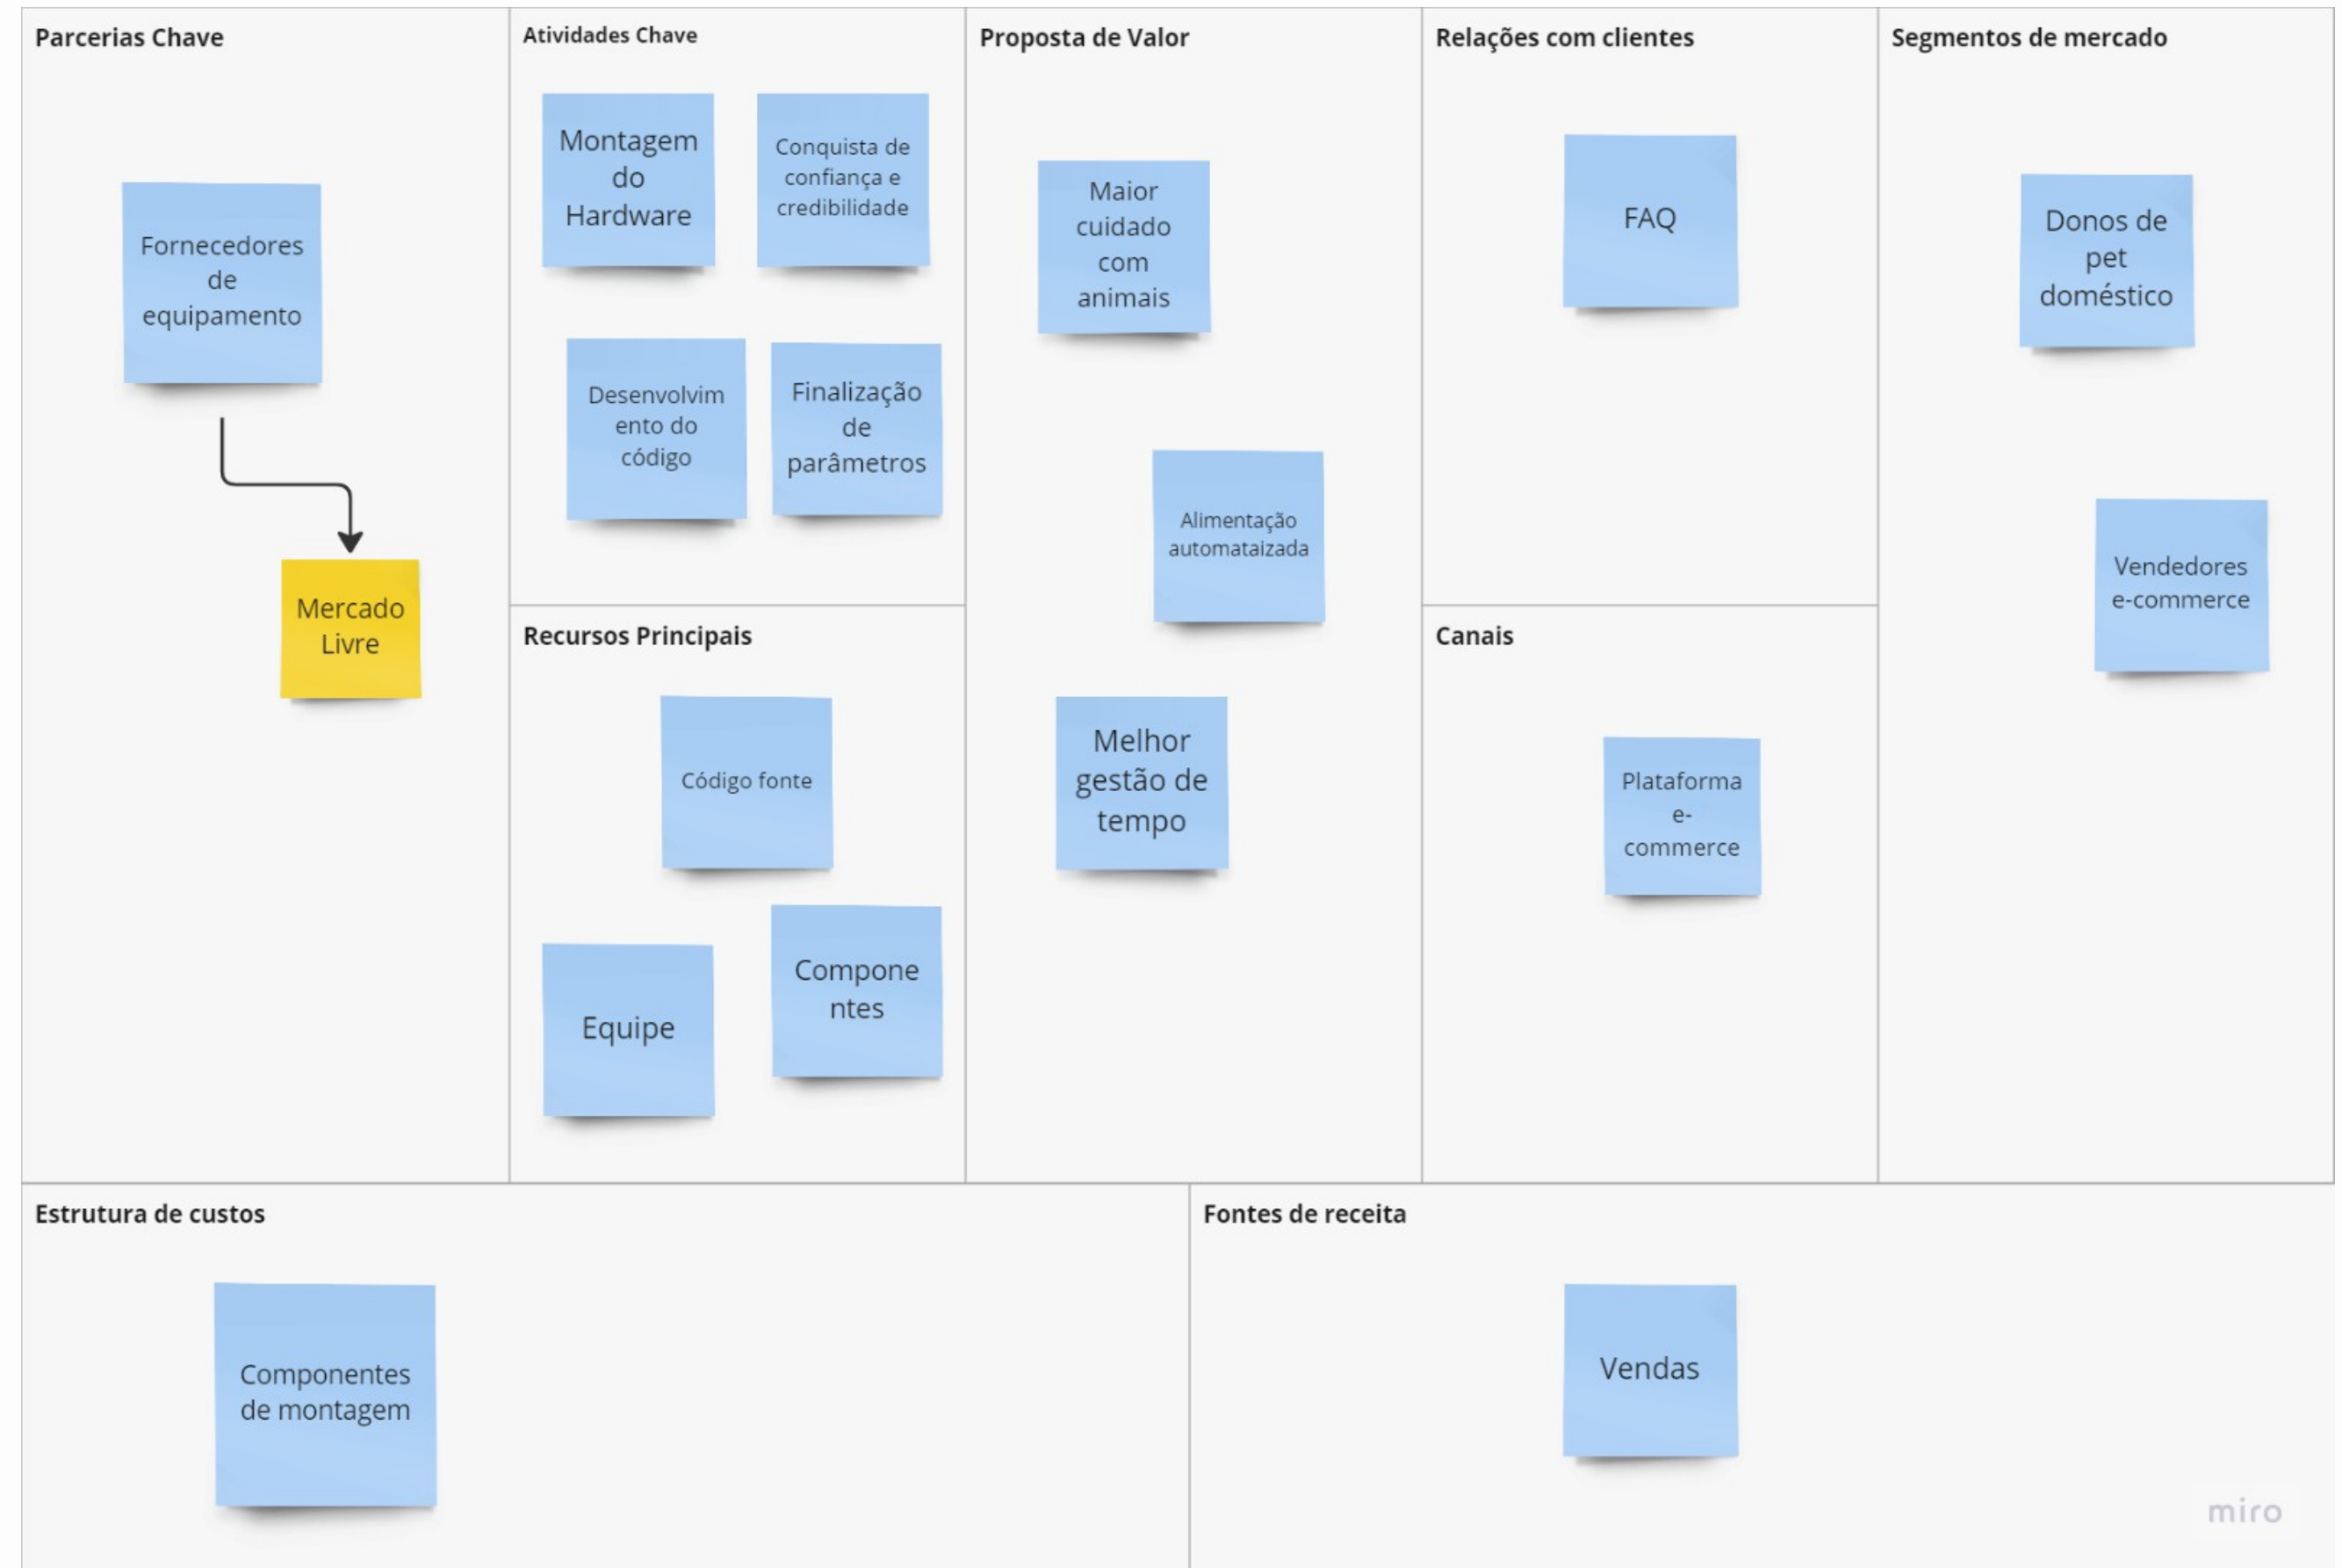 Parcerias Chave
Fornecedores
de
equipamento
Mercado
Livre
Atividades Chave
Montagem
do
Hardware
Conquista de
confiança e
credibilidade
Desenvolvim
ento do
código
Finalização
de
parâmetros
Recursos Principais
Código fonte
Equipe
Compone
ntes
Proposta de Valor
Maior
cuidado
com
animais
Alimentação
automataizada
Melhor
gestão de
tempo
Relações com clientes
FAQ
Canais
Plataforma
e-
commerce
Segmentos de mercado
Donos de
pet
doméstico
Vendedores
e-commerce
Estrutura de custos
Componentes
de montagem
Fontes de receita
Vendas
miro